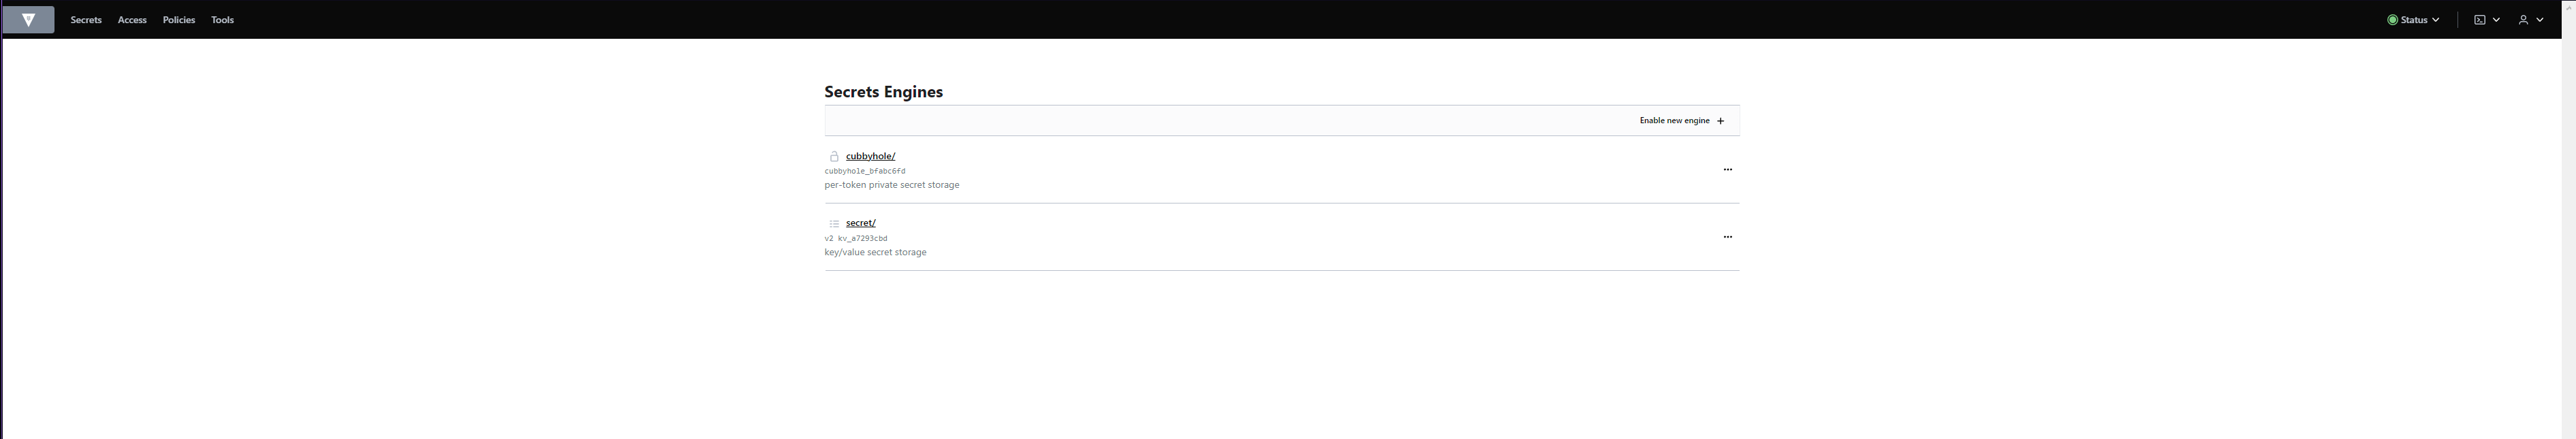 Secrets Access Policies Tools Status
Secrets Engines
Enable new engine +
cubbyhole/
cubbyhole_bfabc6fd
per-token private secret storage
secret/
v2 kv_a7293cbd
key/value secret storage